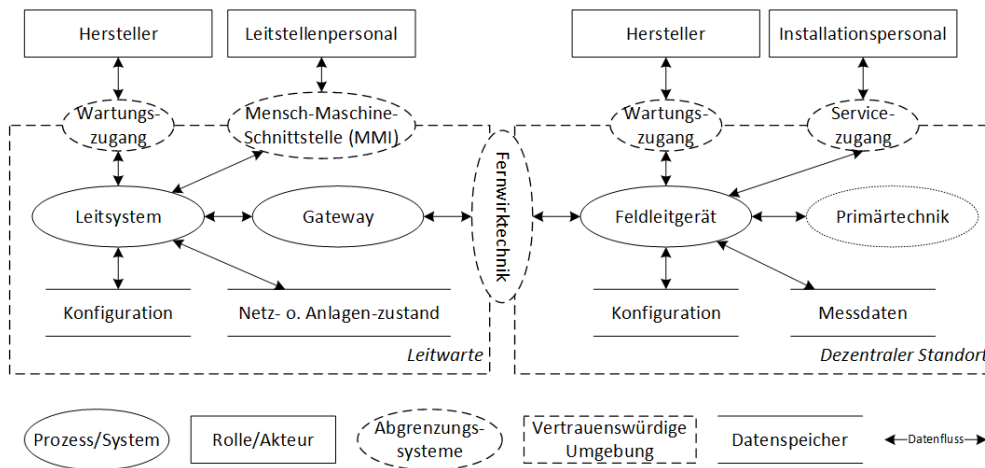 Hersteller
Leitstellenpersonal
Hersteller
Installationspersonal
Wartungs-
zugang
Mensch-Maschine-
Schnittstelle (MMI)
Wartungs-
zugang
Service-
zugang
Leitsystem
Gateway
Fernwirktechnik
Feldleitgerät
Primärtechnik
Konfiguration
Netz- o. Anlagen-zustand
Konfiguration
Messdaten
Leitwarte
Dezentraler Standort
Prozess/System
Rolle/Akteur
Abgrenzungs-
systeme
Vertrauenswürdige
Umgebung
Datenspeicher
Datenfluss